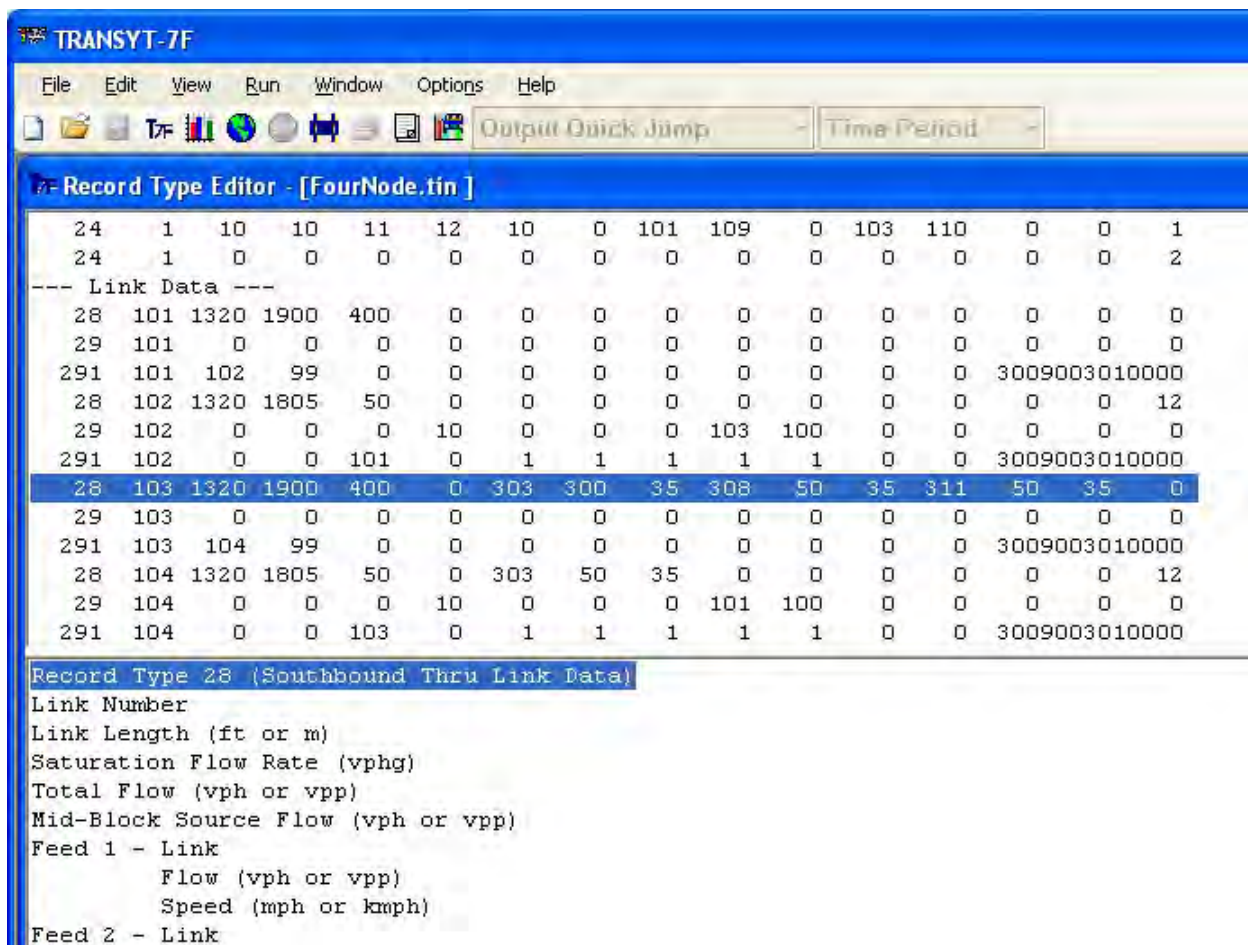 TRANSYT-7F
File Edit View Run Window Options Help
T7F Output Quick Jump Time Period
T7F Record Type Editor - [FourNode.tin ]
24 1 10 10 11 12 10 0 101 109 0 103 110 0 0 1
24 1 0 0 0 0 0 0 0 0 0 0 0 0 0 2
--- Link Data ---
28 101 1320 1900 400 0 0 0 0 0 0 0 0 0 0 0
29 101 0 0 0 0 0 0 0 0 0 0 0 0 0 0
291 101 102 99 0 0 0 0 0 0 0 0 0 3009003010000
28 102 1320 1805 50 0 0 0 0 0 0 0 0 0 0 12
29 102 0 0 0 10 0 0 0 103 100 0 0 0 0 0
291 102 0 0 101 0 1 1 1 1 1 0 0 3009003010000
28 103 1320 1900 400 0 303 300 35 308 50 35 311 50 35 0
29 103 0 0 0 0 0 0 0 0 0 0 0 0 0 0
291 103 104 99 0 0 0 0 0 0 0 0 0 3009003010000
28 104 1320 1805 50 0 303 50 35 0 0 0 0 0 0 12
29 104 0 0 0 10 0 0 0 101 100 0 0 0 0 0
291 104 0 0 103 0 1 1 1 1 1 0 0 3009003010000
Record Type 28 (Southbound Thru Link Data)
Link Number
Link Length (ft or m)
Saturation Flow Rate (vphg)
Total Flow (vph or vpp)
Mid-Block Source Flow (vph or vpp)
Feed 1 - Link
Flow (vph or vpp)
Speed (mph or kmph)
Feed 2 - Link